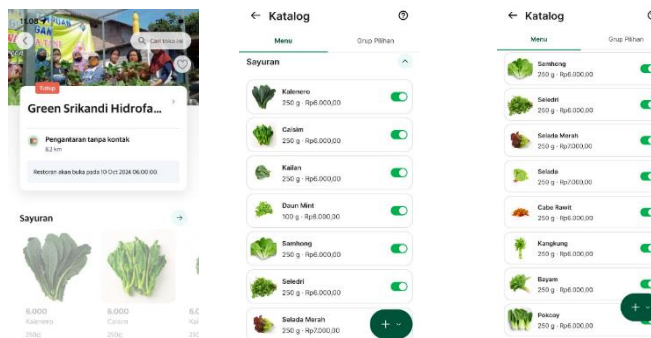 11.08
Cari toko ini
Tutup
Green Srikandi Hidrofa...
Pengantaran tanpa kontak
8.2 km
Restoran akan buka pada 10 Oct 2024 06:00:00
Sayuran
6.000
6.000
Kalenero
Caisim
250g
250g
Katalog
Menu
Grup Pilihan
Sayuran
Kalenero
250 g - Rp6.000,00
Caisim
250 g - Rp6.000,00
Kailan
250 g - Rp6.000,00
Daun Mint
100 g - Rp8.000,00
Samhong
250 g - Rp6.000,00
Seledri
250 g - Rp6.000,00
Selada Merah
250 g - Rp7.000,00
Katalog
Menu
Grup Pilihan
Samhong
250 g - Rp6.000,00
Seledri
250 g - Rp6.000,00
Selada Merah
250 g - Rp7.000,00
Selada
250 g - Rp7.000,00
Cabe Rawit
250 g - Rp6.000,00
Kangkung
250 g - Rp6.000,00
Bayam
250 g - Rp6.000,00
Pokcoy
250 g - Rp6.000,00